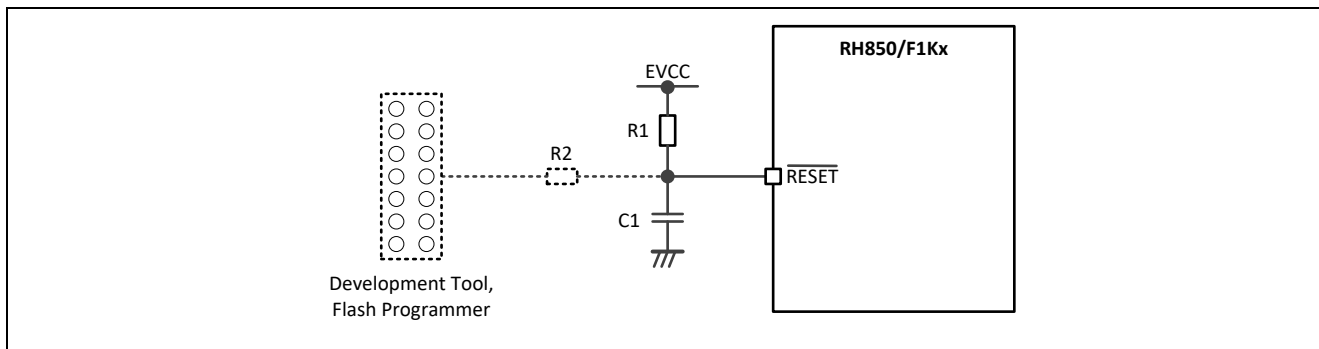 RH850/F1Kx
EVCC
R1
R2
RESET
C1
Development Tool,
Flash Programmer